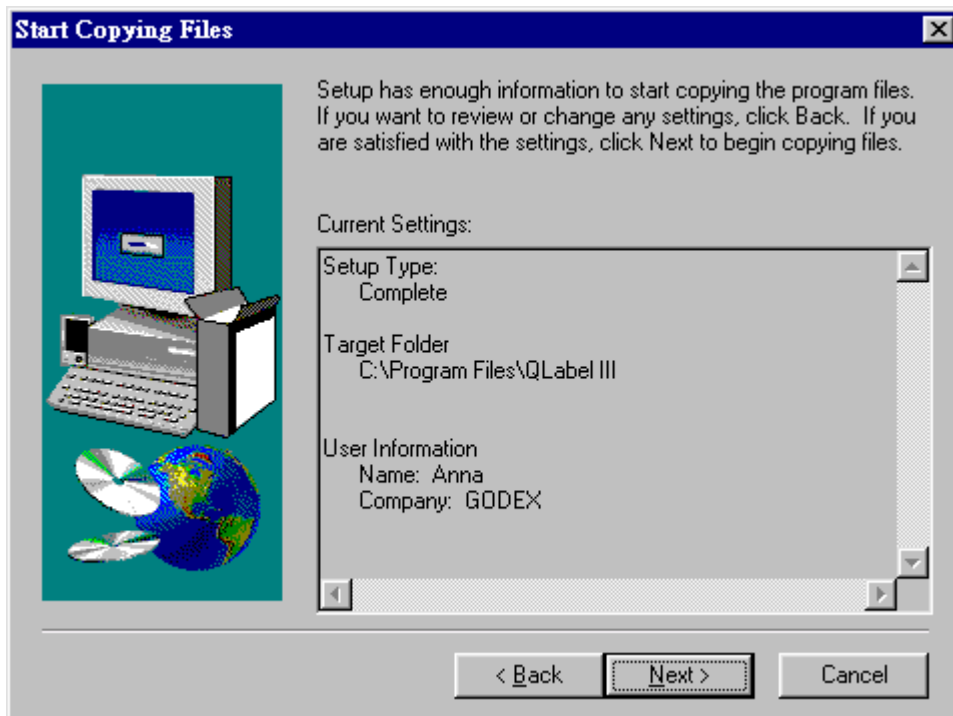 Start Copying Files
Setup has enough information to start copying the program files.
If you want to review or change any settings, click Back.  If you
are satisfied with the settings, click Next to begin copying files.
Current Settings:
Setup Type:
Complete
Target Folder
C:\Program Files\QLabel III
User Information
Name:  Anna
Company:  GODEX
< Back
Next >
Cancel